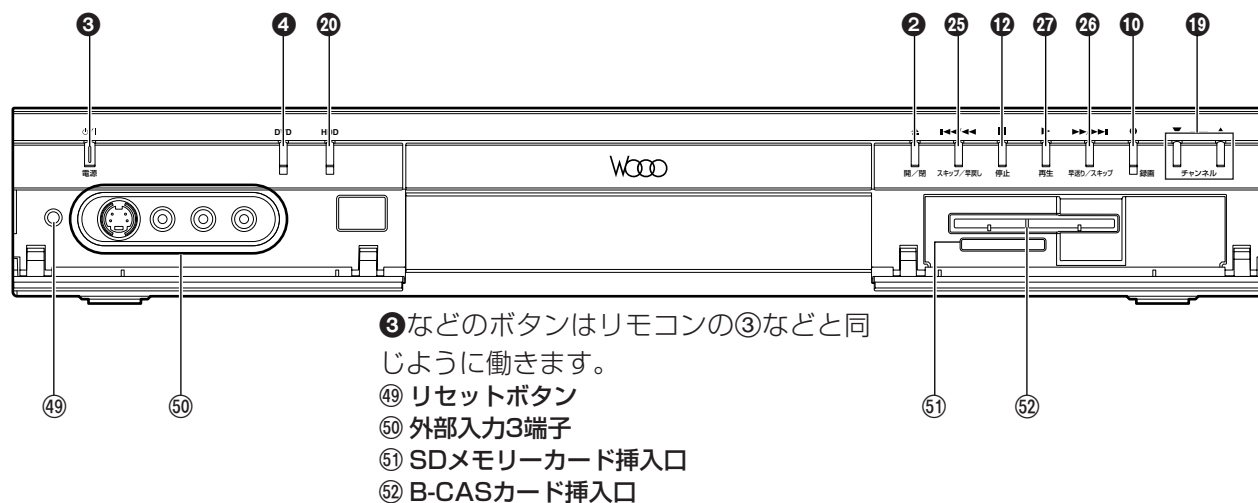 ❸ ❹ ⓴ ❷ ㉕ ⓬ ㉗ ㉖ ❿ ⓳
DVD HDD
電源
Wooo
開/閉 スキップ/早戻し 停止 再生 早送り/スキップ 録画 チャンネル
❸などのボタンはリモコンの③などと同
じように働きます。
㊾ ㊿ 51 52
㊾ リセットボタン
㊿ 外部入力3端子
51 SDメモリーカード挿入口
52 B-CASカード挿入口